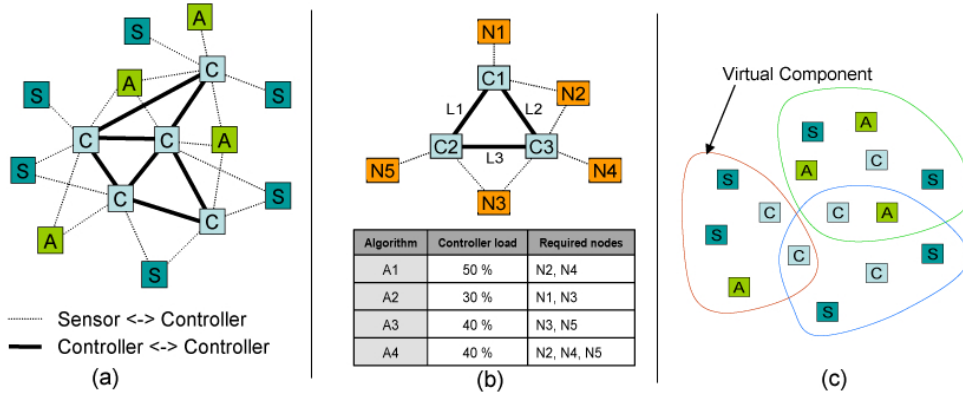 A
S
C
S
S
A
C
C
A
S
S
C
C
A
S
Sensor <-> Controller
Controller <-> Controller
(a)
N1
C1
N2
L1
L2
C2
C3
L3
N5
N4
N3
Algorithm Controller load Required nodes
A1 50 % N2, N4
A2 30 % N1, N3
A3 40 % N3, N5
A4 40 % N2, N4, N5
(b)
Virtual Component
A
S
C
A
S
S
C
C
A
S
C
S
C
A
S
(c)